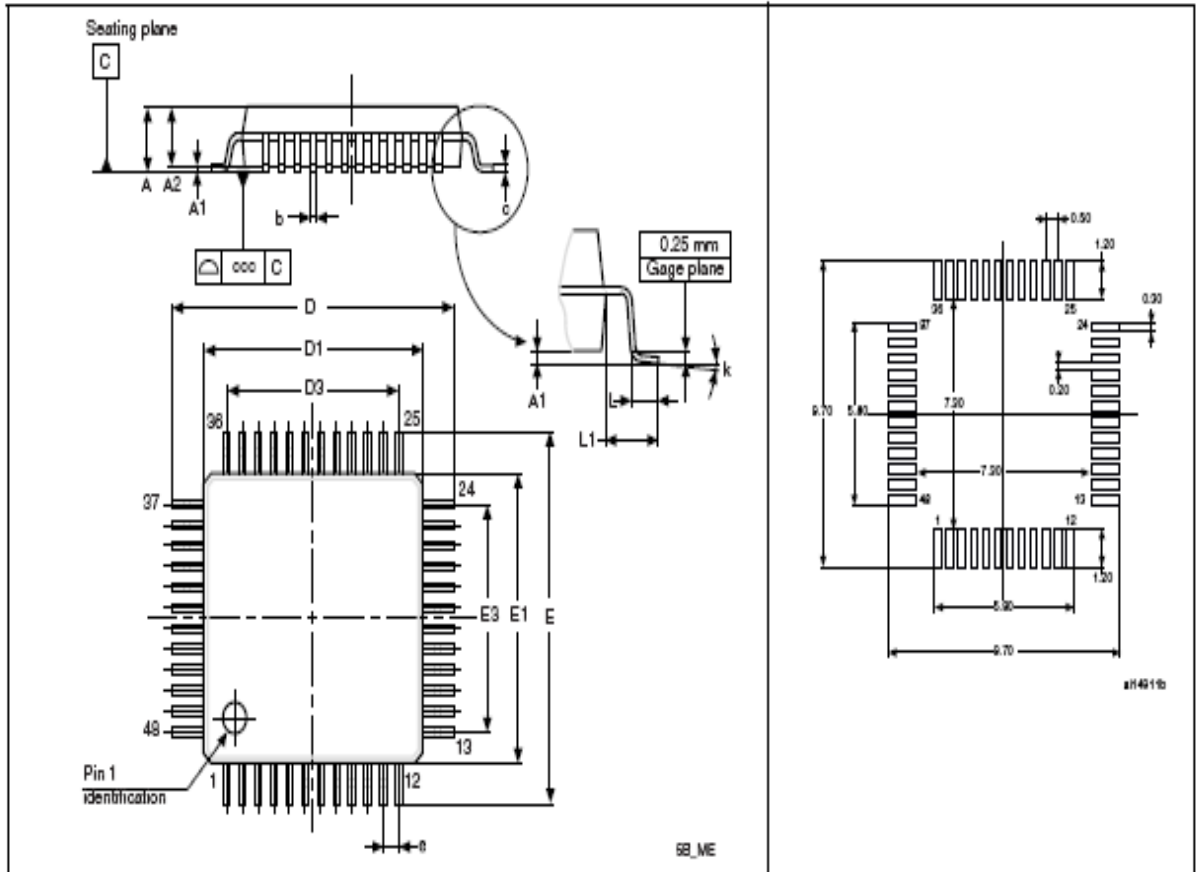 Seating plane
C
A
A2
A1
b
c
ccc C
0.25 mm
Gage plane
D
D1
D3
A1
L
L1
k
36
25
37
24
48
13
E3
E1
E
Pin 1
identification
1
12
e
5B_ME
0.50
1.20
0.30
36
25
37
24
0.20
9.70
5.80
7.30
7.30
48
13
1
12
1.20
5.80
9.70
ai14911b